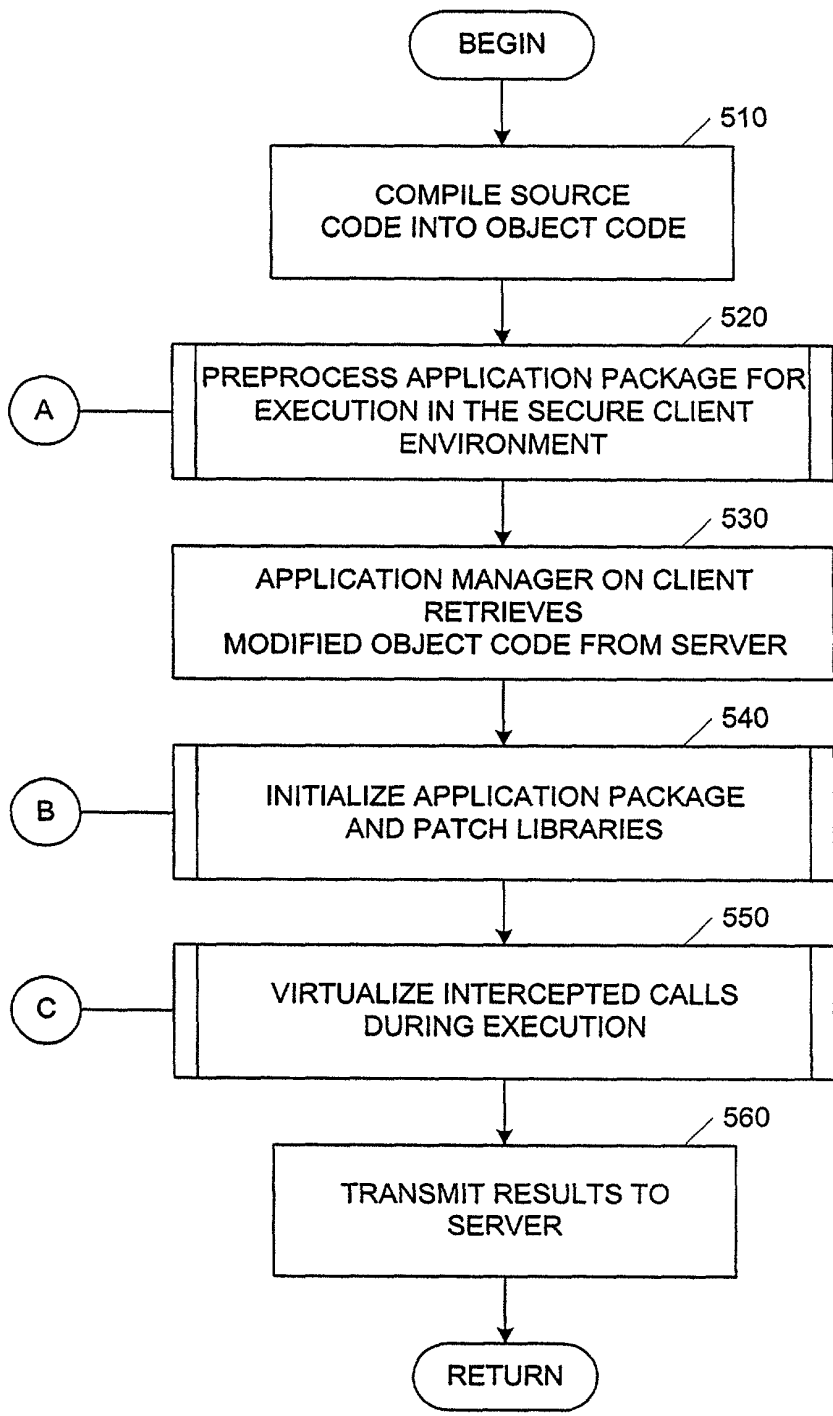 BEGIN
510
COMPILE SOURCE
CODE INTO OBJECT CODE
520
PREPROCESS APPLICATION PACKAGE FOR
EXECUTION IN THE SECURE CLIENT
ENVIRONMENT
A
530
APPLICATION MANAGER ON CLIENT
RETRIEVES
MODIFIED OBJECT CODE FROM SERVER
540
INITIALIZE APPLICATION PACKAGE
AND PATCH LIBRARIES
B
550
VIRTUALIZE INTERCEPTED CALLS
DURING EXECUTION
C
560
TRANSMIT RESULTS TO
SERVER
RETURN